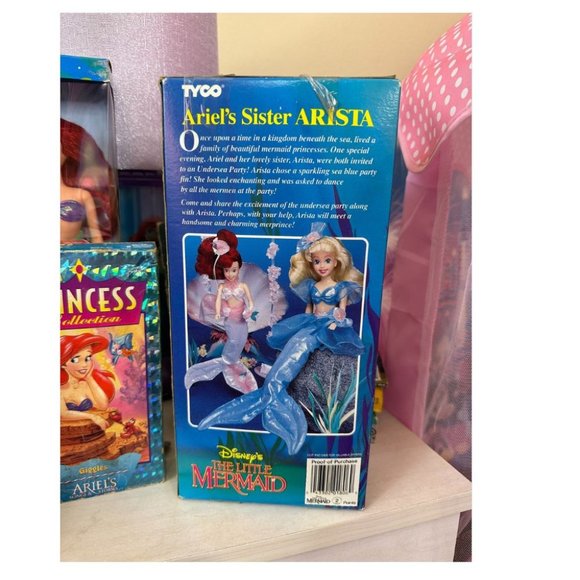 TYCO
Ariel's Sister ARISTA
Once upon a time in a kingdom beneath the sea, lived a
family of beautiful mermaid princesses. One special
evening, Ariel and her lovely sister, Arista, were both invited
to an Undersea Party! Arista chose a sparkling sea blue party
fin! She looked enchanting and was asked to dance
by all the mermen at the party!
Come and share the excitement of the undersea party along
with Arista. Perhaps, with your help, Arista will meet a
handsome and charming merprince!
DISNEY'S
THE LITTLE
MERMAID
Proof of Purchase
MERMAID 2 Points
INCESS
Collection
Giggles
ARIEL'S